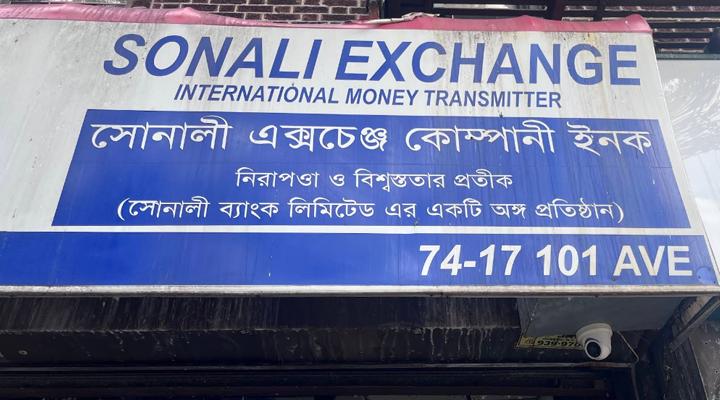 SONALI EXCHANGE
INTERNATIONAL MONEY TRANSMITTER
সোনালী এক্সচেঞ্জ কোম্পানী ইনক
নিরাপত্তা ও বিশ্বস্ততার প্রতীক
(সোনালী ব্যাংক লিমিটেড এর একটি অঙ্গ প্রতিষ্ঠান)
74-17 101 AVE